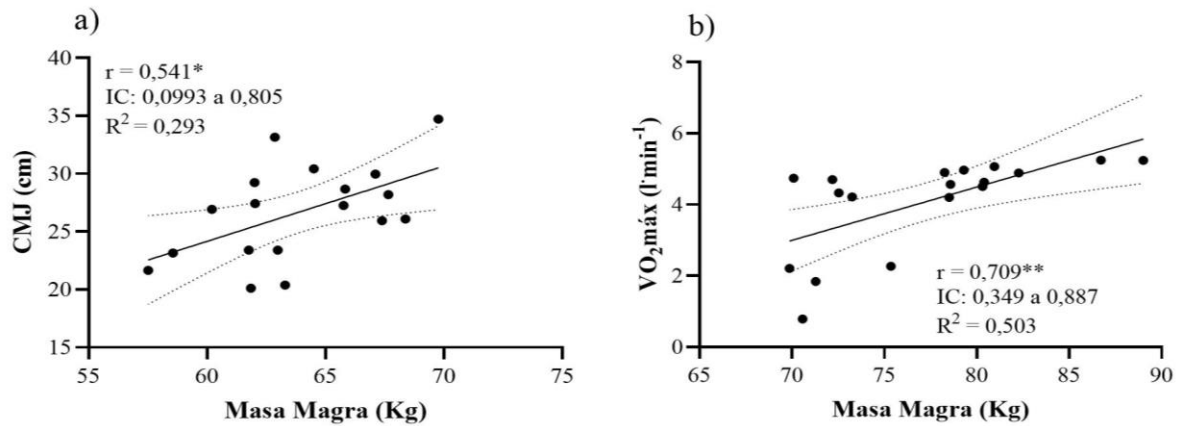 a)
40
35
30
25
20
15
CMJ (cm)
r = 0,541*
IC: 0,0993 a 0,805
R² = 0,293
55 60 65 70 75
Masa Magra (Kg)
b)
8
6
4
2
0
VO₂máx (l·min⁻¹)
r = 0,709**
IC: 0,349 a 0,887
R² = 0,503
65 70 75 80 85 90
Masa Magra (Kg)